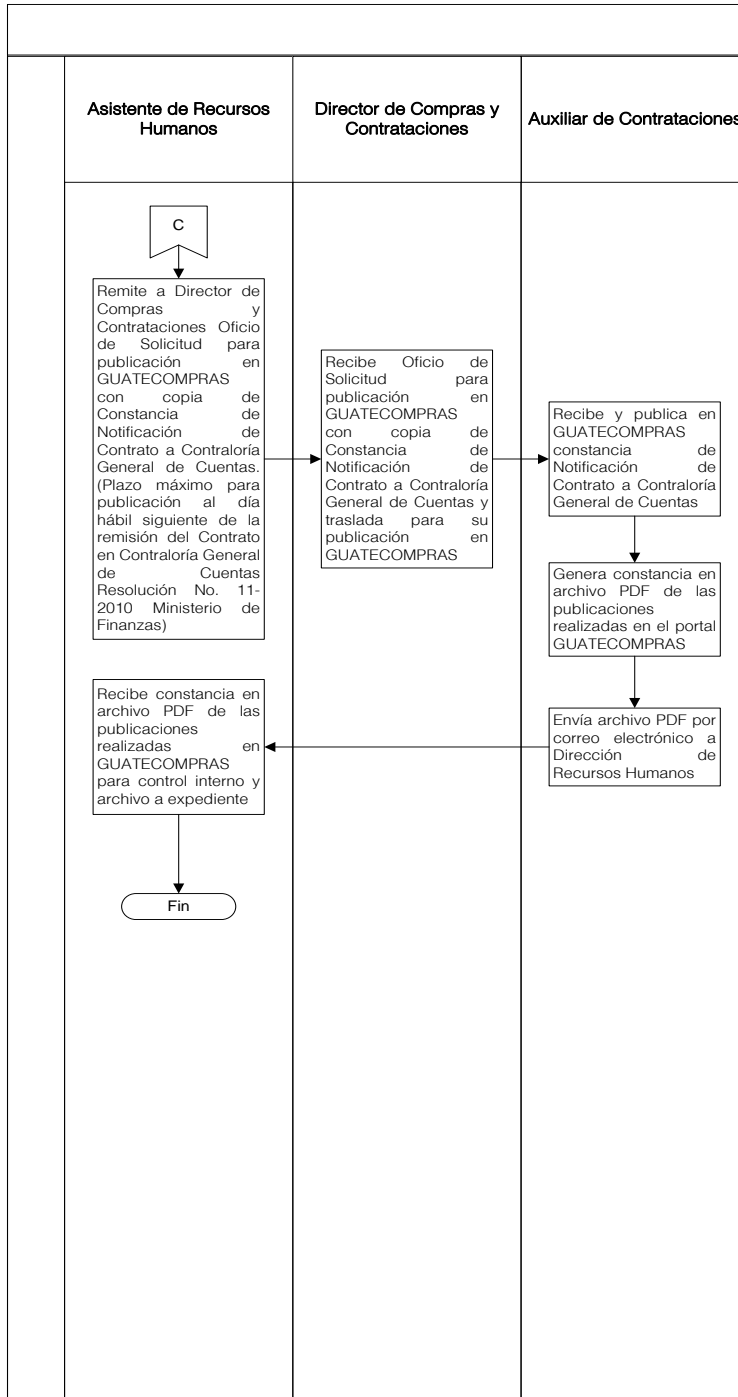 Asistente de Recursos
Humanos
Director de Compras y
Contrataciones
Auxiliar de Contrataciones
C
Remite a Director de
Compras y
Contrataciones Oficio
de Solicitud para
publicación en
GUATECOMPRAS
con copia de
Constancia de
Notificación de
Contrato a Contraloría
General de Cuentas.
(Plazo máximo para
publicación al día
hábil siguiente de la
remisión del Contrato
en Contraloría General
de Cuentas
Resolución No. 11-
2010 Ministerio de
Finanzas)
Recibe Oficio de
Solicitud para
publicación en
GUATECOMPRAS
con copia de
Constancia de
Notificación de
Contrato a Contraloría
General de Cuentas y
traslada para su
publicación en
GUATECOMPRAS
Recibe y publica en
GUATECOMPRAS
constancia de
Notificación de
Contrato a Contraloría
General de Cuentas
Genera constancia en
archivo PDF de las
publicaciones
realizadas en el portal
GUATECOMPRAS
Envía archivo PDF por
correo electrónico a
Dirección de
Recursos Humanos
Recibe constancia en
archivo PDF de las
publicaciones
realizadas en
GUATECOMPRAS
para control interno y
archivo a expediente
Fin